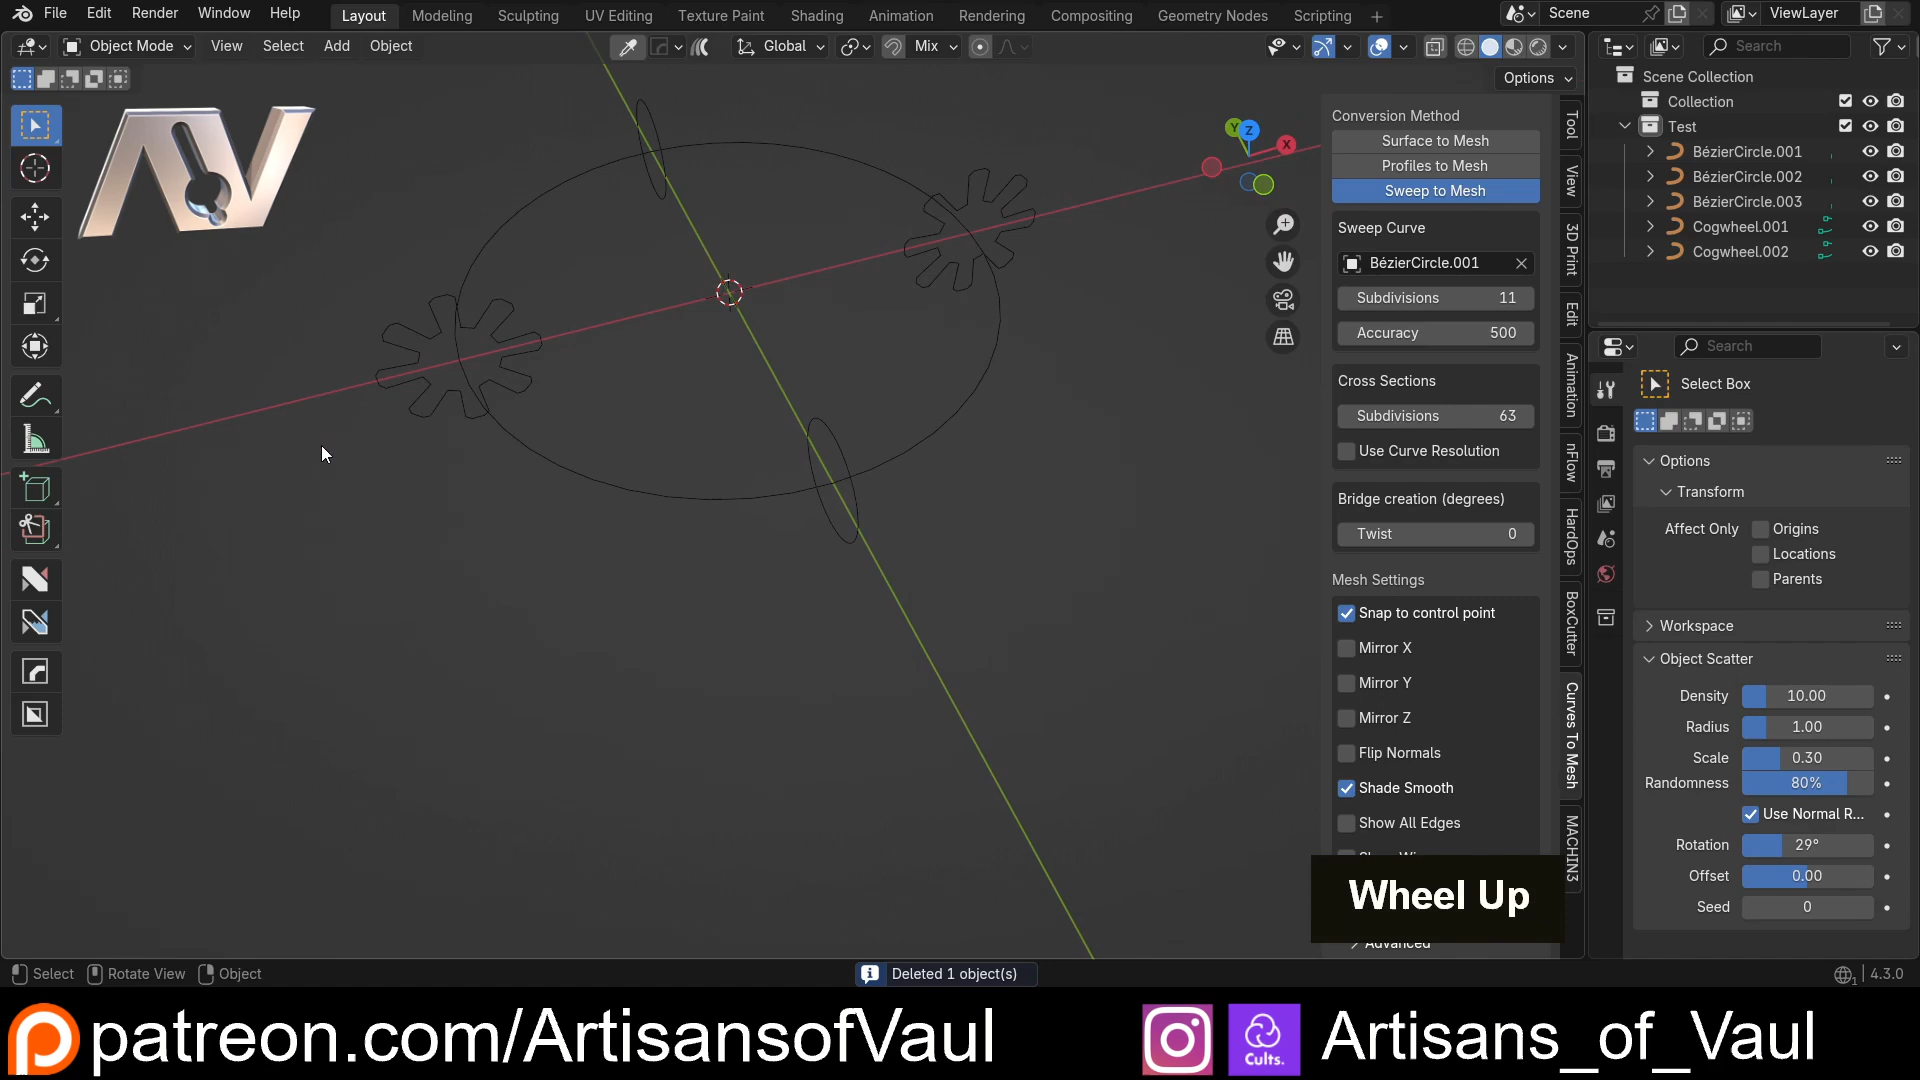 File Edit Render Window Help Layout Modeling Sculpting UV Editing Texture Paint Shading Animation Rendering Compositing Geometry Nodes Scripting + Scene ViewLayer
Object Mode View Select Add Object Global Mix Search
Options
Scene Collection
Collection
Test
BézierCircle.001
BézierCircle.002
BézierCircle.003
Cogwheel.001
Cogwheel.002
AV
Y Z X
Conversion Method
Surface to Mesh
Profiles to Mesh
Sweep to Mesh
Sweep Curve
BézierCircle.001
Subdivisions 11
Accuracy 500
Cross Sections
Subdivisions 63
Use Curve Resolution
Bridge creation (degrees)
Twist 0
Mesh Settings
Snap to control point
Mirror X
Mirror Y
Mirror Z
Flip Normals
Shade Smooth
Show All Edges
Advanced
Tool
View
3D Print
Edit
Animation
nFlow
HardOps
BoxCutter
Curves To Mesh
MACHIN3
Search
Select Box
Options
Transform
Affect Only Origins
Locations
Parents
Workspace
Object Scatter
Density 10.00
Radius 1.00
Scale 0.30
Randomness 80%
Use Normal R...
Rotation 29°
Offset 0.00
Seed 0
Wheel Up
Select Rotate View Object Deleted 1 object(s) 4.3.0
patreon.com/ArtisansofVaul Cults. Artisans_of_Vaul